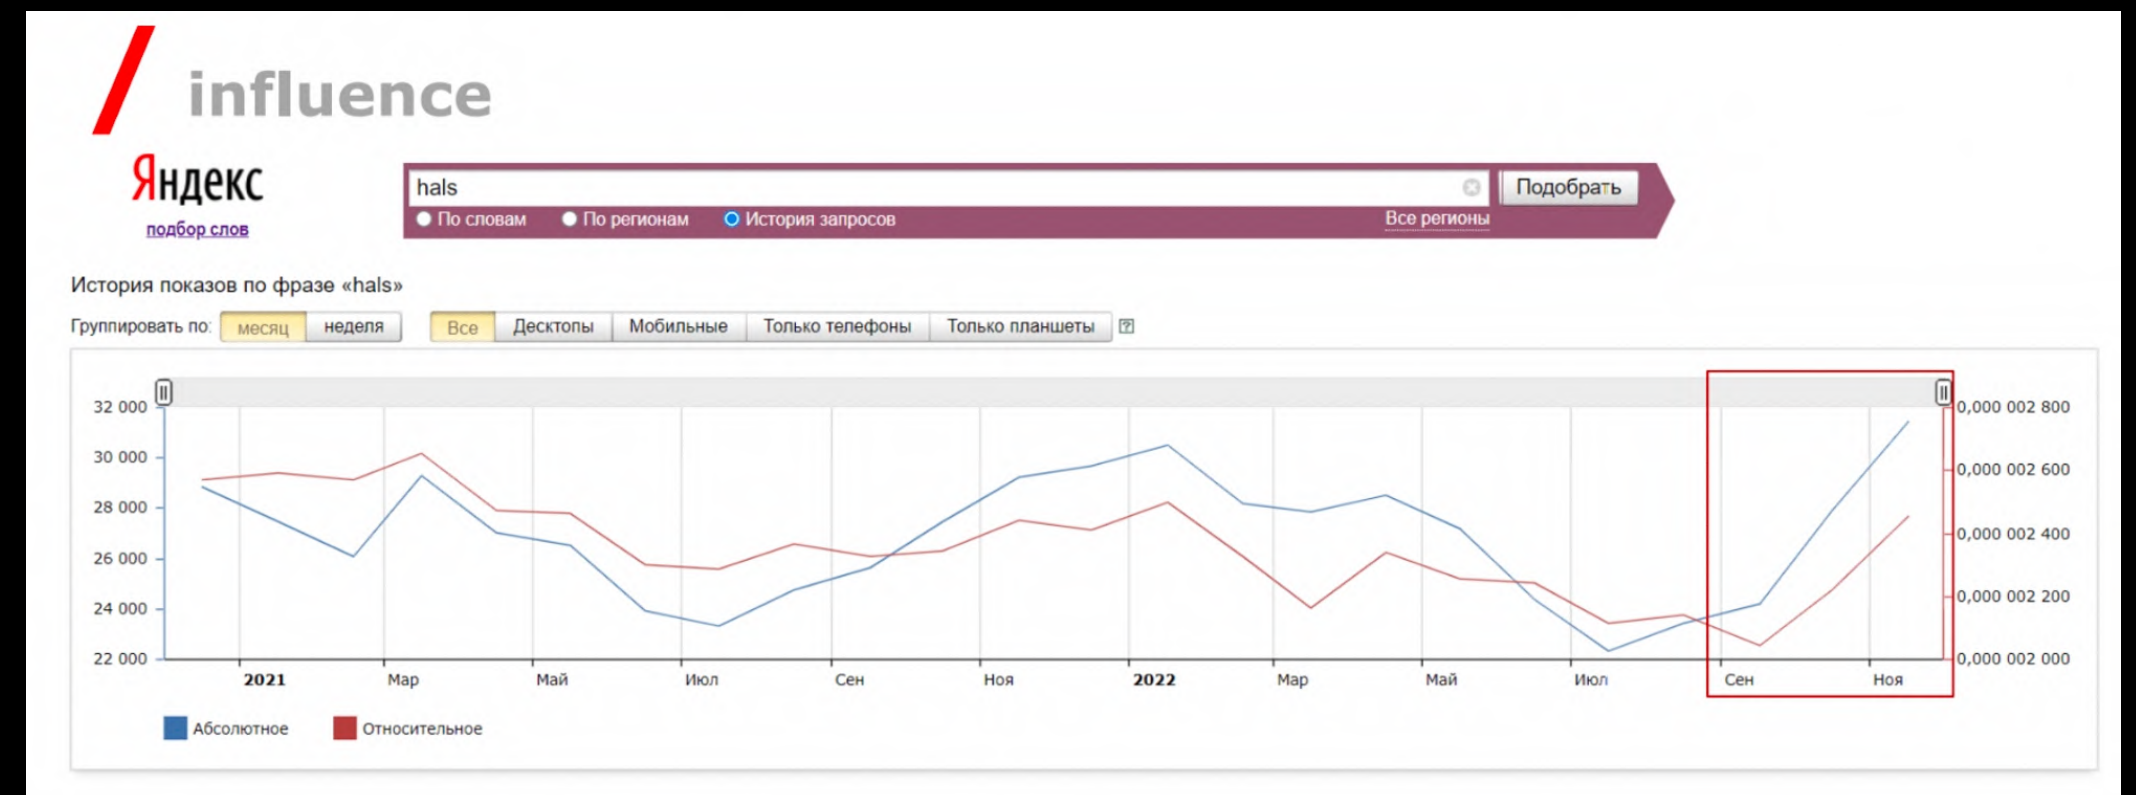 influence
Яндекс
подбор слов
hals
Подобрать
По словам По регионам История запросов Все регионы
История показов по фразе «hals»
Группировать по: месяц неделя Все Десктопы Мобильные Только телефоны Только планшеты ?
32 000
30 000
28 000
26 000
24 000
22 000
0,000 002 800
0,000 002 600
0,000 002 400
0,000 002 200
0,000 002 000
2021 Мар Май Июл Сен Ноя 2022 Мар Май Июл Сен Ноя
Абсолютное Относительное